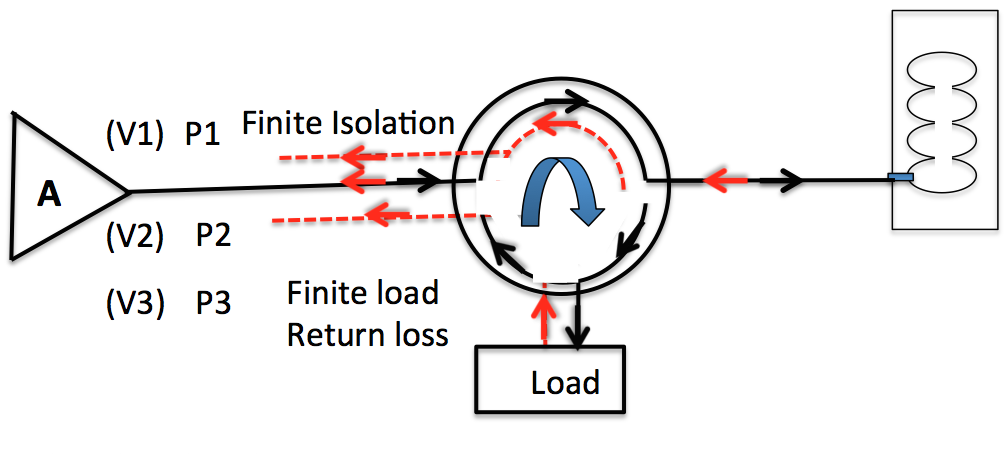 (V1) P1 Finite Isolation
A
(V2) P2
(V3) P3
Finite load
Return loss
Load